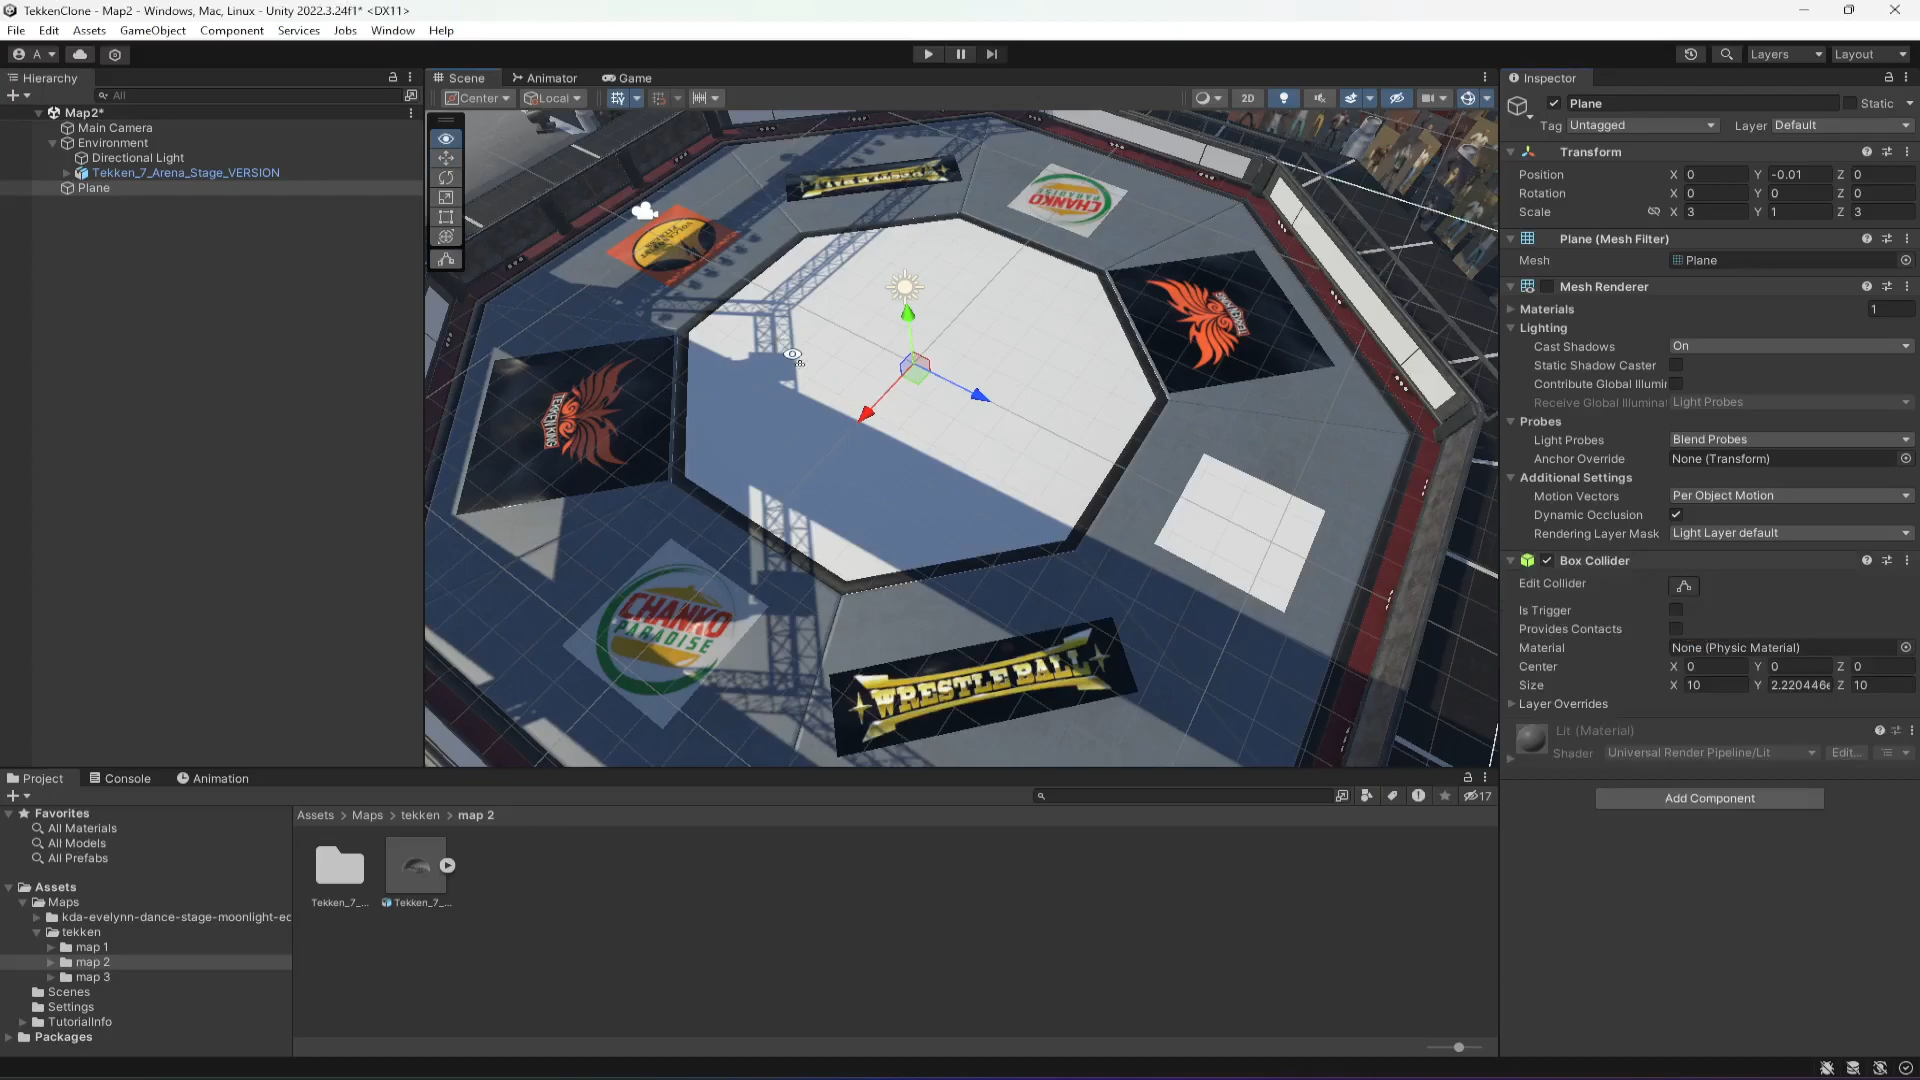 TekkenClone - Map2 - Windows, Mac, Linux - Unity 2022.3.24f1* <DX11>
File Edit Assets GameObject Component Services Jobs Window Help
A
Layers Layout
Hierarchy
All
Map2*
Main Camera
Environment
Directional Light
Tekken_7_Arena_Stage_VERSION
Plane
Scene Animator Game
Center Local 2D
CHANKO
PARADISE
TEKKEN KING
TEKKEN KING
CHANKO
PARADISE
WRESTLE BALL
Inspector
Plane Static
Tag Untagged Layer Default
Transform
Position X 0 Y -0.01 Z 0
Rotation X 0 Y 0 Z 0
Scale X 3 Y 1 Z 3
Plane (Mesh Filter)
Mesh Plane
Mesh Renderer
Materials 1
Lighting
Cast Shadows On
Static Shadow Caster
Contribute Global Illumi
Receive Global Illumina Light Probes
Probes
Light Probes Blend Probes
Anchor Override None (Transform)
Additional Settings
Motion Vectors Per Object Motion
Dynamic Occlusion
Rendering Layer Mask Light Layer default
Box Collider
Edit Collider
Is Trigger
Provides Contacts
Material None (Physic Material)
Center X 0 Y 0 Z 0
Size X 10 Y 2.220446e Z 10
Layer Overrides
Lit (Material)
Shader Universal Render Pipeline/Lit Edit...
Add Component
Project Console Animation
17
Favorites
All Materials
All Models
All Prefabs
Assets
Maps
kda-evelynn-dance-stage-moonlight-ec
tekken
map 1
map 2
map 3
Scenes
Settings
TutorialInfo
Packages
Assets > Maps > tekken > map 2
Tekken_7_... Tekken_7_...